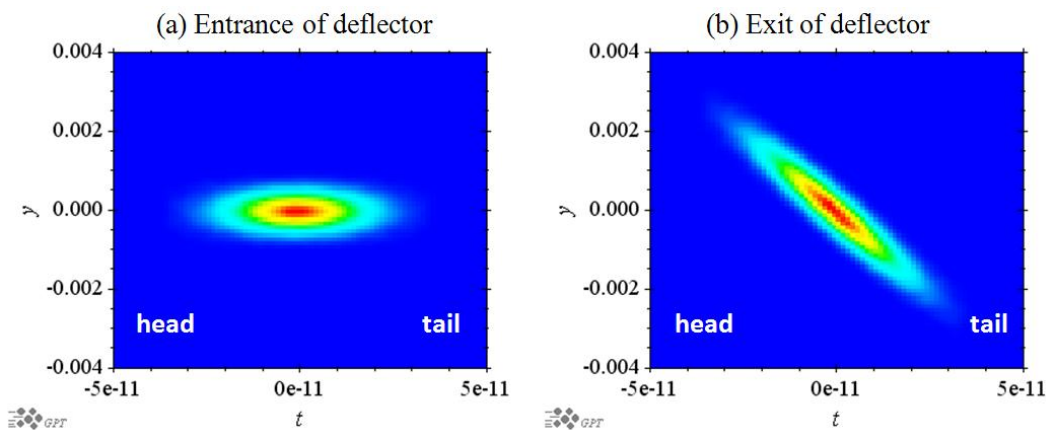 (a) Entrance of deflector
0.004
0.002
0.000
-0.002
-0.004
y
head
tail
-5e-11
0e-11
5e-11
t
GPT
(b) Exit of deflector
0.004
0.002
0.000
-0.002
-0.004
y
head
tail
-5e-11
0e-11
5e-11
t
GPT